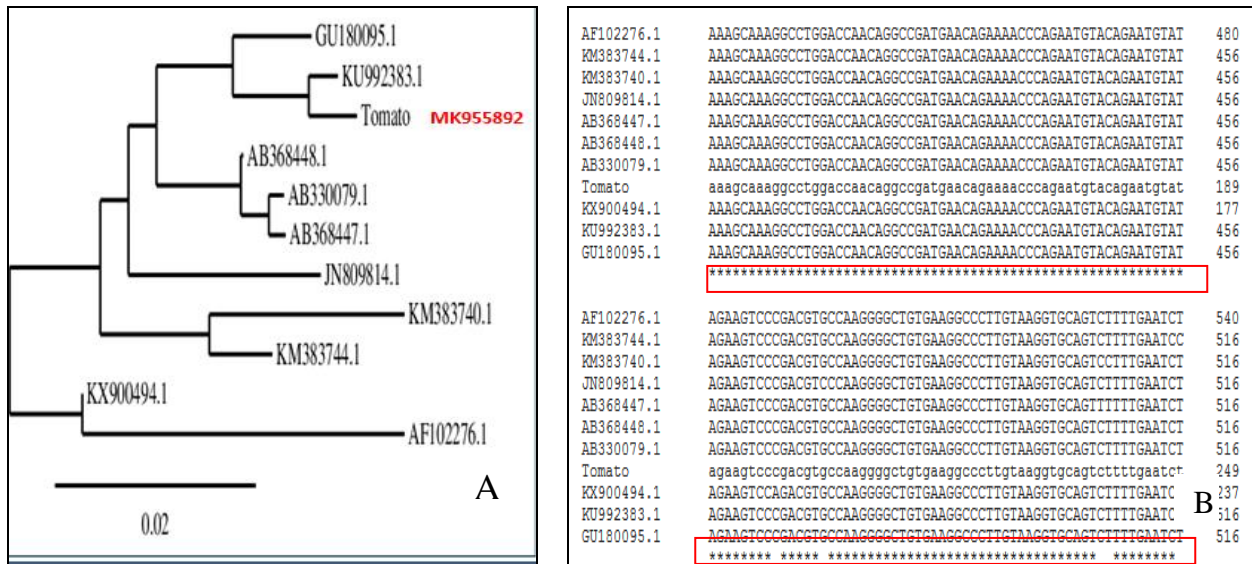 GU180095.1
KU992383.1
Tomato MK955892
AB368448.1
AB330079.1
AB368447.1
JN809814.1
KM383740.1
KM383744.1
KX900494.1
AF102276.1
0.02
A
AF102276.1 AAAGCAAAGGCCTGGACCAACAGGCCGATGAACAGAAAACCCAGAATGTACAGAATGTAT 480
KM383744.1 AAAGCAAAGGCCTGGACCAACAGGCCGATGAACAGAAAACCCAGAATGTACAGAATGTAT 456
KM383740.1 AAAGCAAAGGCCTGGACCAACAGGCCGATGAACAGAAAACCCAGAATGTACAGAATGTAT 456
JN809814.1 AAAGCAAAGGCCTGGACCAACAGGCCGATGAACAGAAAACCCAGAATGTACAGAATGTAT 456
AB368447.1 AAAGCAAAGGCCTGGACCAACAGGCCGATGAACAGAAAACCCAGAATGTACAGAATGTAT 456
AB368448.1 AAAGCAAAGGCCTGGACCAACAGGCCGATGAACAGAAAACCCAGAATGTACAGAATGTAT 456
AB330079.1 AAAGCAAAGGCCTGGACCAACAGGCCGATGAACAGAAAACCCAGAATGTACAGAATGTAT 456
Tomato aaagcaaaggcctggaccaacaggccgatgaacagaaaacccagaatgtacagaatgtat 189
KX900494.1 AAAGCAAAGGCCTGGACCAACAGGCCGATGAACAGAAAACCCAGAATGTACAGAATGTAT 177
KU992383.1 AAAGCAAAGGCCTGGACCAACAGGCCGATGAACAGAAAACCCAGAATGTACAGAATGTAT 456
GU180095.1 AAAGCAAAGGCCTGGACCAACAGGCCGATGAACAGAAAACCCAGAATGTACAGAATGTAT 456
************************************************************
AF102276.1 AGAAGTCCCGACGTGCCAAGGGGCTGTGAAGGCCCTTGTAAGGTGCAGTCTTTTGAATCT 540
KM383744.1 AGAAGTCCCGACGTGCCAAGGGGCTGTGAAGGCCCTTGTAAGGTGCAGTCTTTTGAATCC 516
KM383740.1 AGAAGTCCCGACGTGCCAAGGGGCTGTGAAGGCCCTTGTAAGGTGCAGTCCTTTGAATCT 516
JN809814.1 AGAAGTCCCGACGTCCCAAGGGGCTGTGAAGGCCCTTGTAAGGTGCAGTCTTTTGAATCT 516
AB368447.1 AGAAGTCCCGACGTGCCAAGGGGCTGTGAAGGCCCTTGTAAGGTGCAGTTTTTTGAATCT 516
AB368448.1 AGAAGTCCCGACGTGCCAAGGGGCTGTGAAGGCCCTTGTAAGGTGCAGTCTTTTGAATCT 516
AB330079.1 AGAAGTCCCGACGTGCCAAGGGGCTGTGAAGGCCCTTGTAAGGTGCAGTCTTTTGAATCT 516
Tomato agaagtcccgacgtgccaaggggctgtgaaggcccttgtaaggtgcagtcttttgaatct 249
KX900494.1 AGAAGTCCAGACGTGCCAAGGGGCTGTGAAGGCCCTTGTAAGGTGCAGTCTTTTGAATC 237
KU992383.1 AGAAGTCCCGACGTGCCAAGGGGCTGTGAAGGCCCTTGTAAGGTGCAGTCTTTTGAATC 516
GU180095.1 AGAAGTCCCGACGTGCCAAGGGGCTGTGAAGGCCCTTGTAAGGTGCAGTCTTTTGAATCT 516
******** ***** ********************************** ********
B